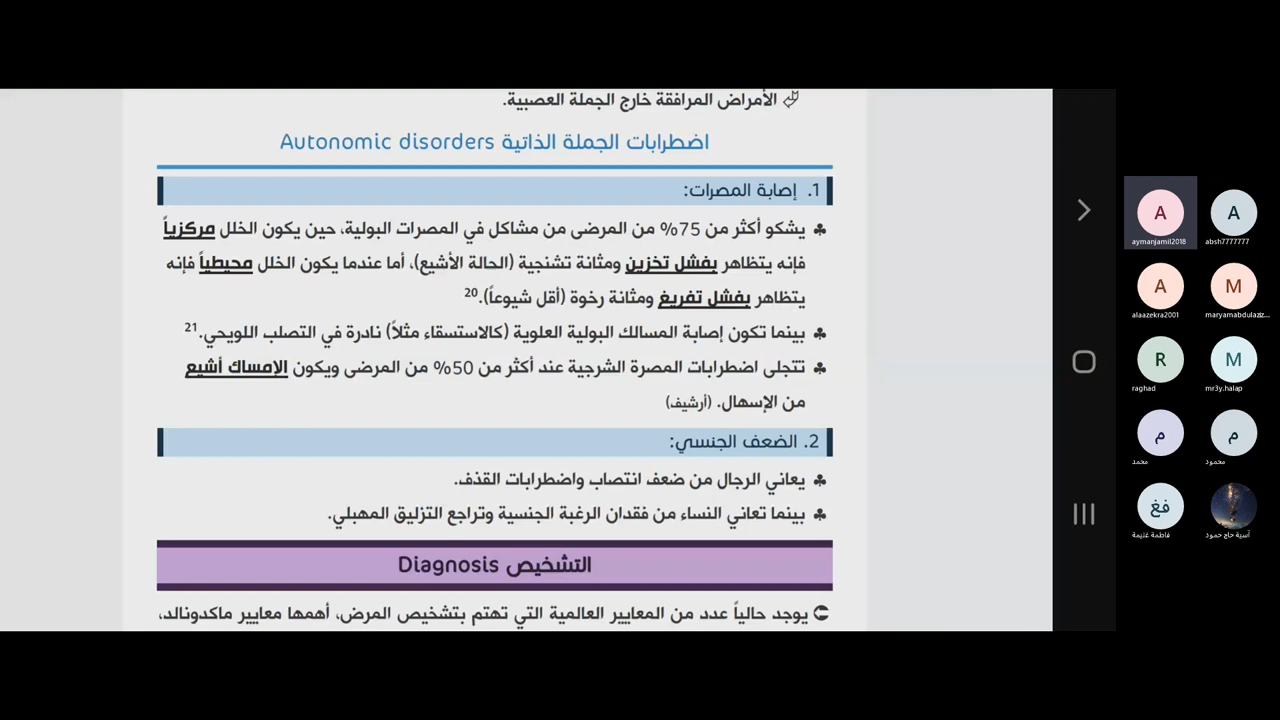 الأمراض المرافقة خارج الجملة العصبية.
اضطرابات الجملة الذاتية Autonomic disorders
1. إصابة المصرات:
♣ يشكو أكثر من 75% من المرضى من مشاكل في المصرات البولية، حين يكون الخلل مركزياً
فإنه يتظاهر بفشل تخزين ومثانة تشنجية (الحالة الأشيع)، أما عندما يكون الخلل محيطياً فإنه
يتظاهر بفشل تفريغ ومثانة رخوة (أقل شيوعاً).20
♣ بينما تكون إصابة المسالك البولية العلوية (كالاستسقاء مثلاً) نادرة في التصلب اللويحي.21
♣ تتجلى اضطرابات المصرة الشرجية عند أكثر من 50% من المرضى ويكون الإمساك أشيع
من الإسهال. (أرشيف)
2. الضعف الجنسي:
♣ يعاني الرجال من ضعف انتصاب واضطرابات القذف.
♣ بينما تعاني النساء من فقدان الرغبة الجنسية وتراجع التزليق المهبلي.
التشخيص Diagnosis
يوجد حالياً عدد من المعايير العالمية التي تهتم بتشخيص المرض، أهمها معايير ماكدونالد،
A A
aymanjamil2018 absh7777777
A M
alaazekra2001 maryamabdulaziz...
R M
raghad mr3y.halap
م م
محمد محمود
فغ
فاطمة غنيمة آسية حاج حمود